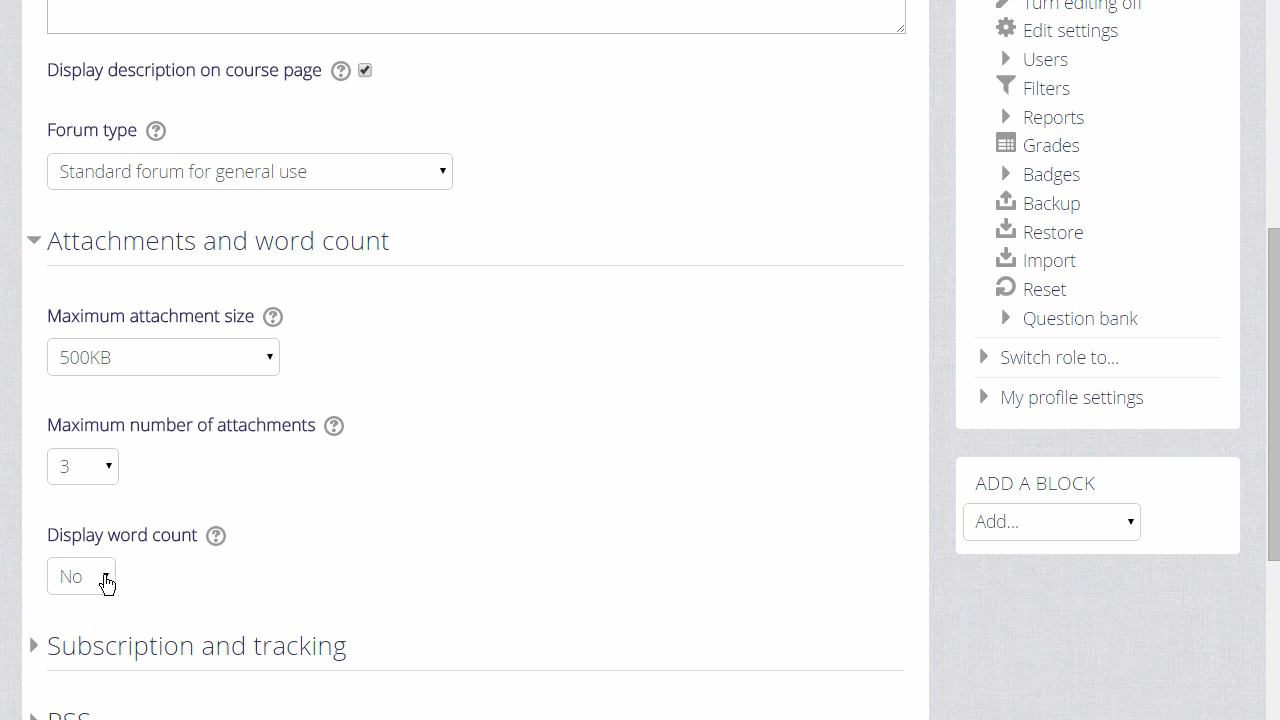 Display description on course page
Forum type
Standard forum for general use
Attachments and word count
Maximum attachment size
500KB
Maximum number of attachments
3
Display word count
No
Subscription and tracking
RSS
Turn editing off
Edit settings
Users
Filters
Reports
Grades
Badges
Backup
Restore
Import
Reset
Question bank
Switch role to...
My profile settings
ADD A BLOCK
Add...